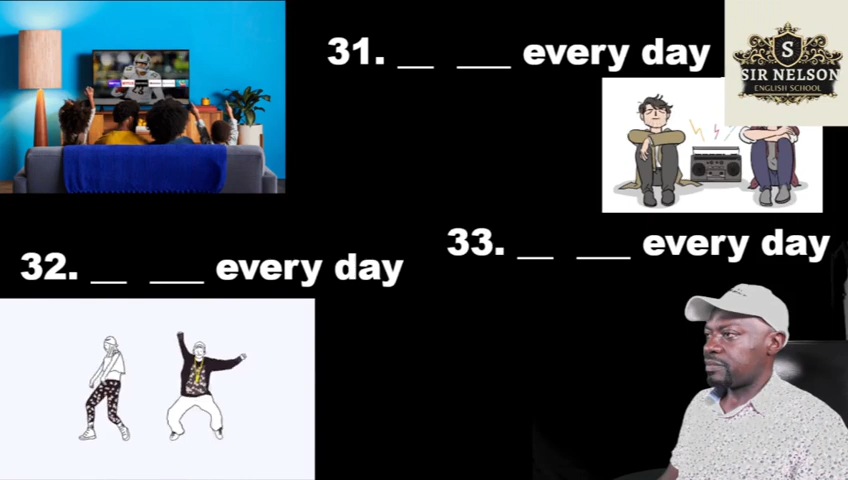 31. __ ___ every day
S
SIR NELSON
ENGLISH SCHOOL
33. __ ___ every day
32. __ ___ every day